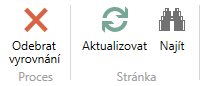 Odebrat
vyrovnání
Aktualizovat
Najít
Proces
Stránka